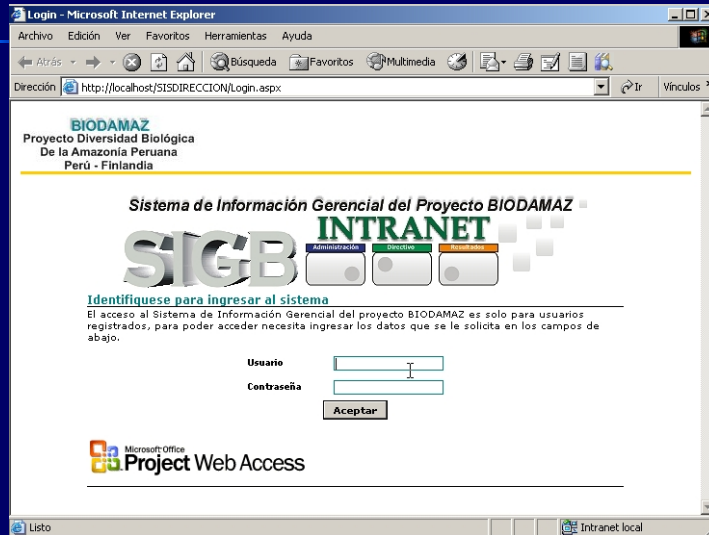 Login - Microsoft Internet Explorer
Archivo Edición Ver Favoritos Herramientas Ayuda
Atrás Búsqueda Favoritos Multimedia
Dirección http://localhost/SISDIRECCION/Login.aspx Ir Vínculos
BIODAMAZ
Proyecto Diversidad Biológica
De la Amazonía Peruana
Perú - Finlandia
Sistema de Información Gerencial del Proyecto BIODAMAZ
INTRANET
SIGB
Administración Directivo Resultados
Identifiquese para ingresar al sistema
El acceso al Sistema de Información Gerencial del proyecto BIODAMAZ es solo para usuarios
registrados, para poder acceder necesita ingresar los datos que se le solicita en los campos de
abajo.
Usuario
Contraseña
Aceptar
Microsoft Office
Project Web Access
Listo Intranet local